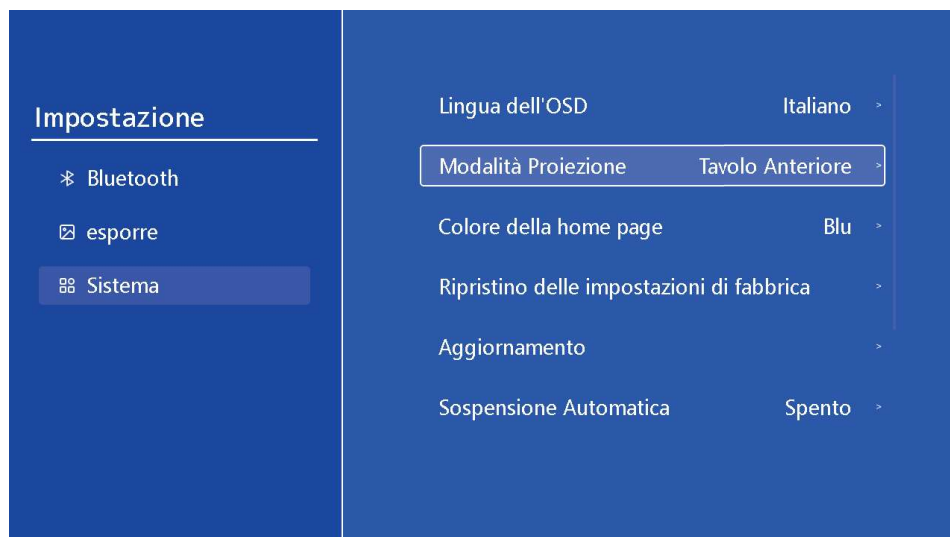 Impostazione
Bluetooth
esporre
Sistema
Lingua dell'OSD Italiano >
Modalità Proiezione Tavolo Anteriore >
Colore della home page Blu >
Ripristino delle impostazioni di fabbrica >
Aggiornamento >
Sospensione Automatica Spento >